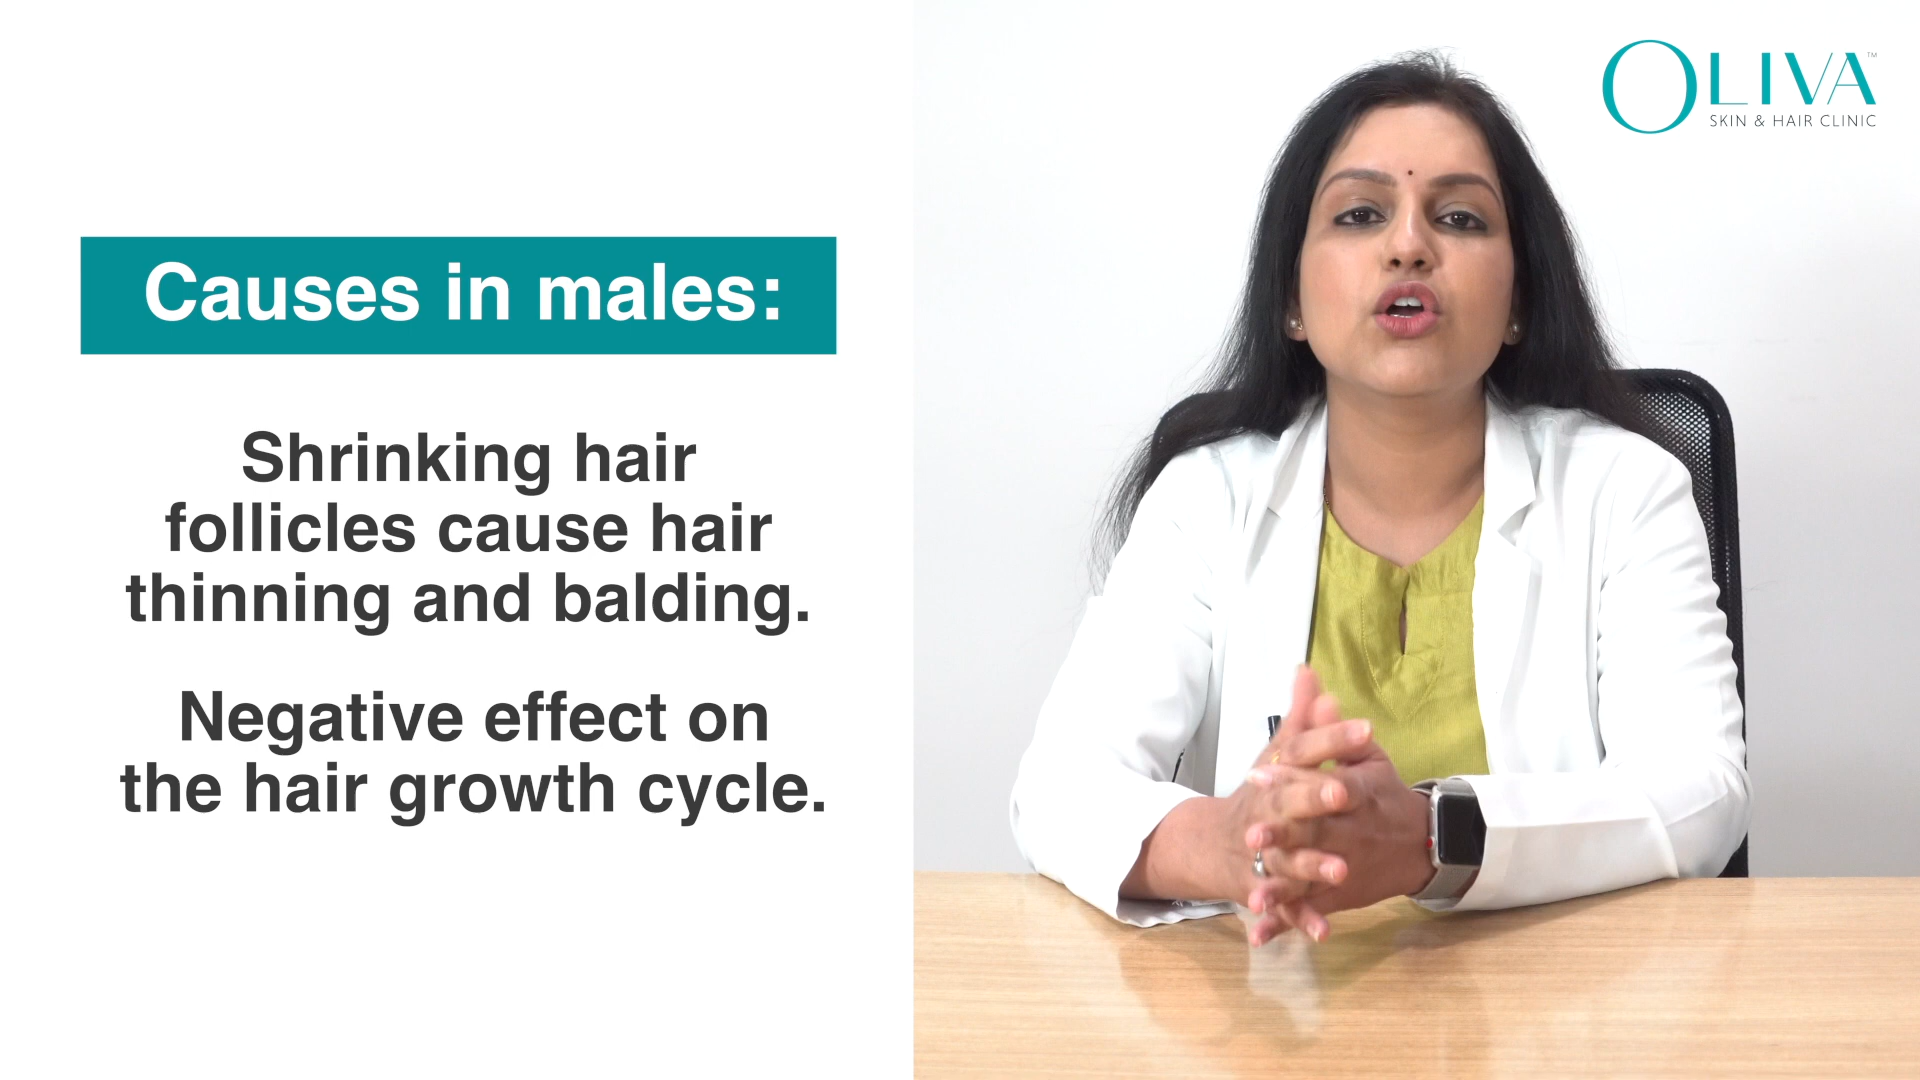 Causes in males:
Shrinking hair
follicles cause hair
thinning and balding.
Negative effect on
the hair growth cycle.
OLIVA™
SKIN & HAIR CLINIC